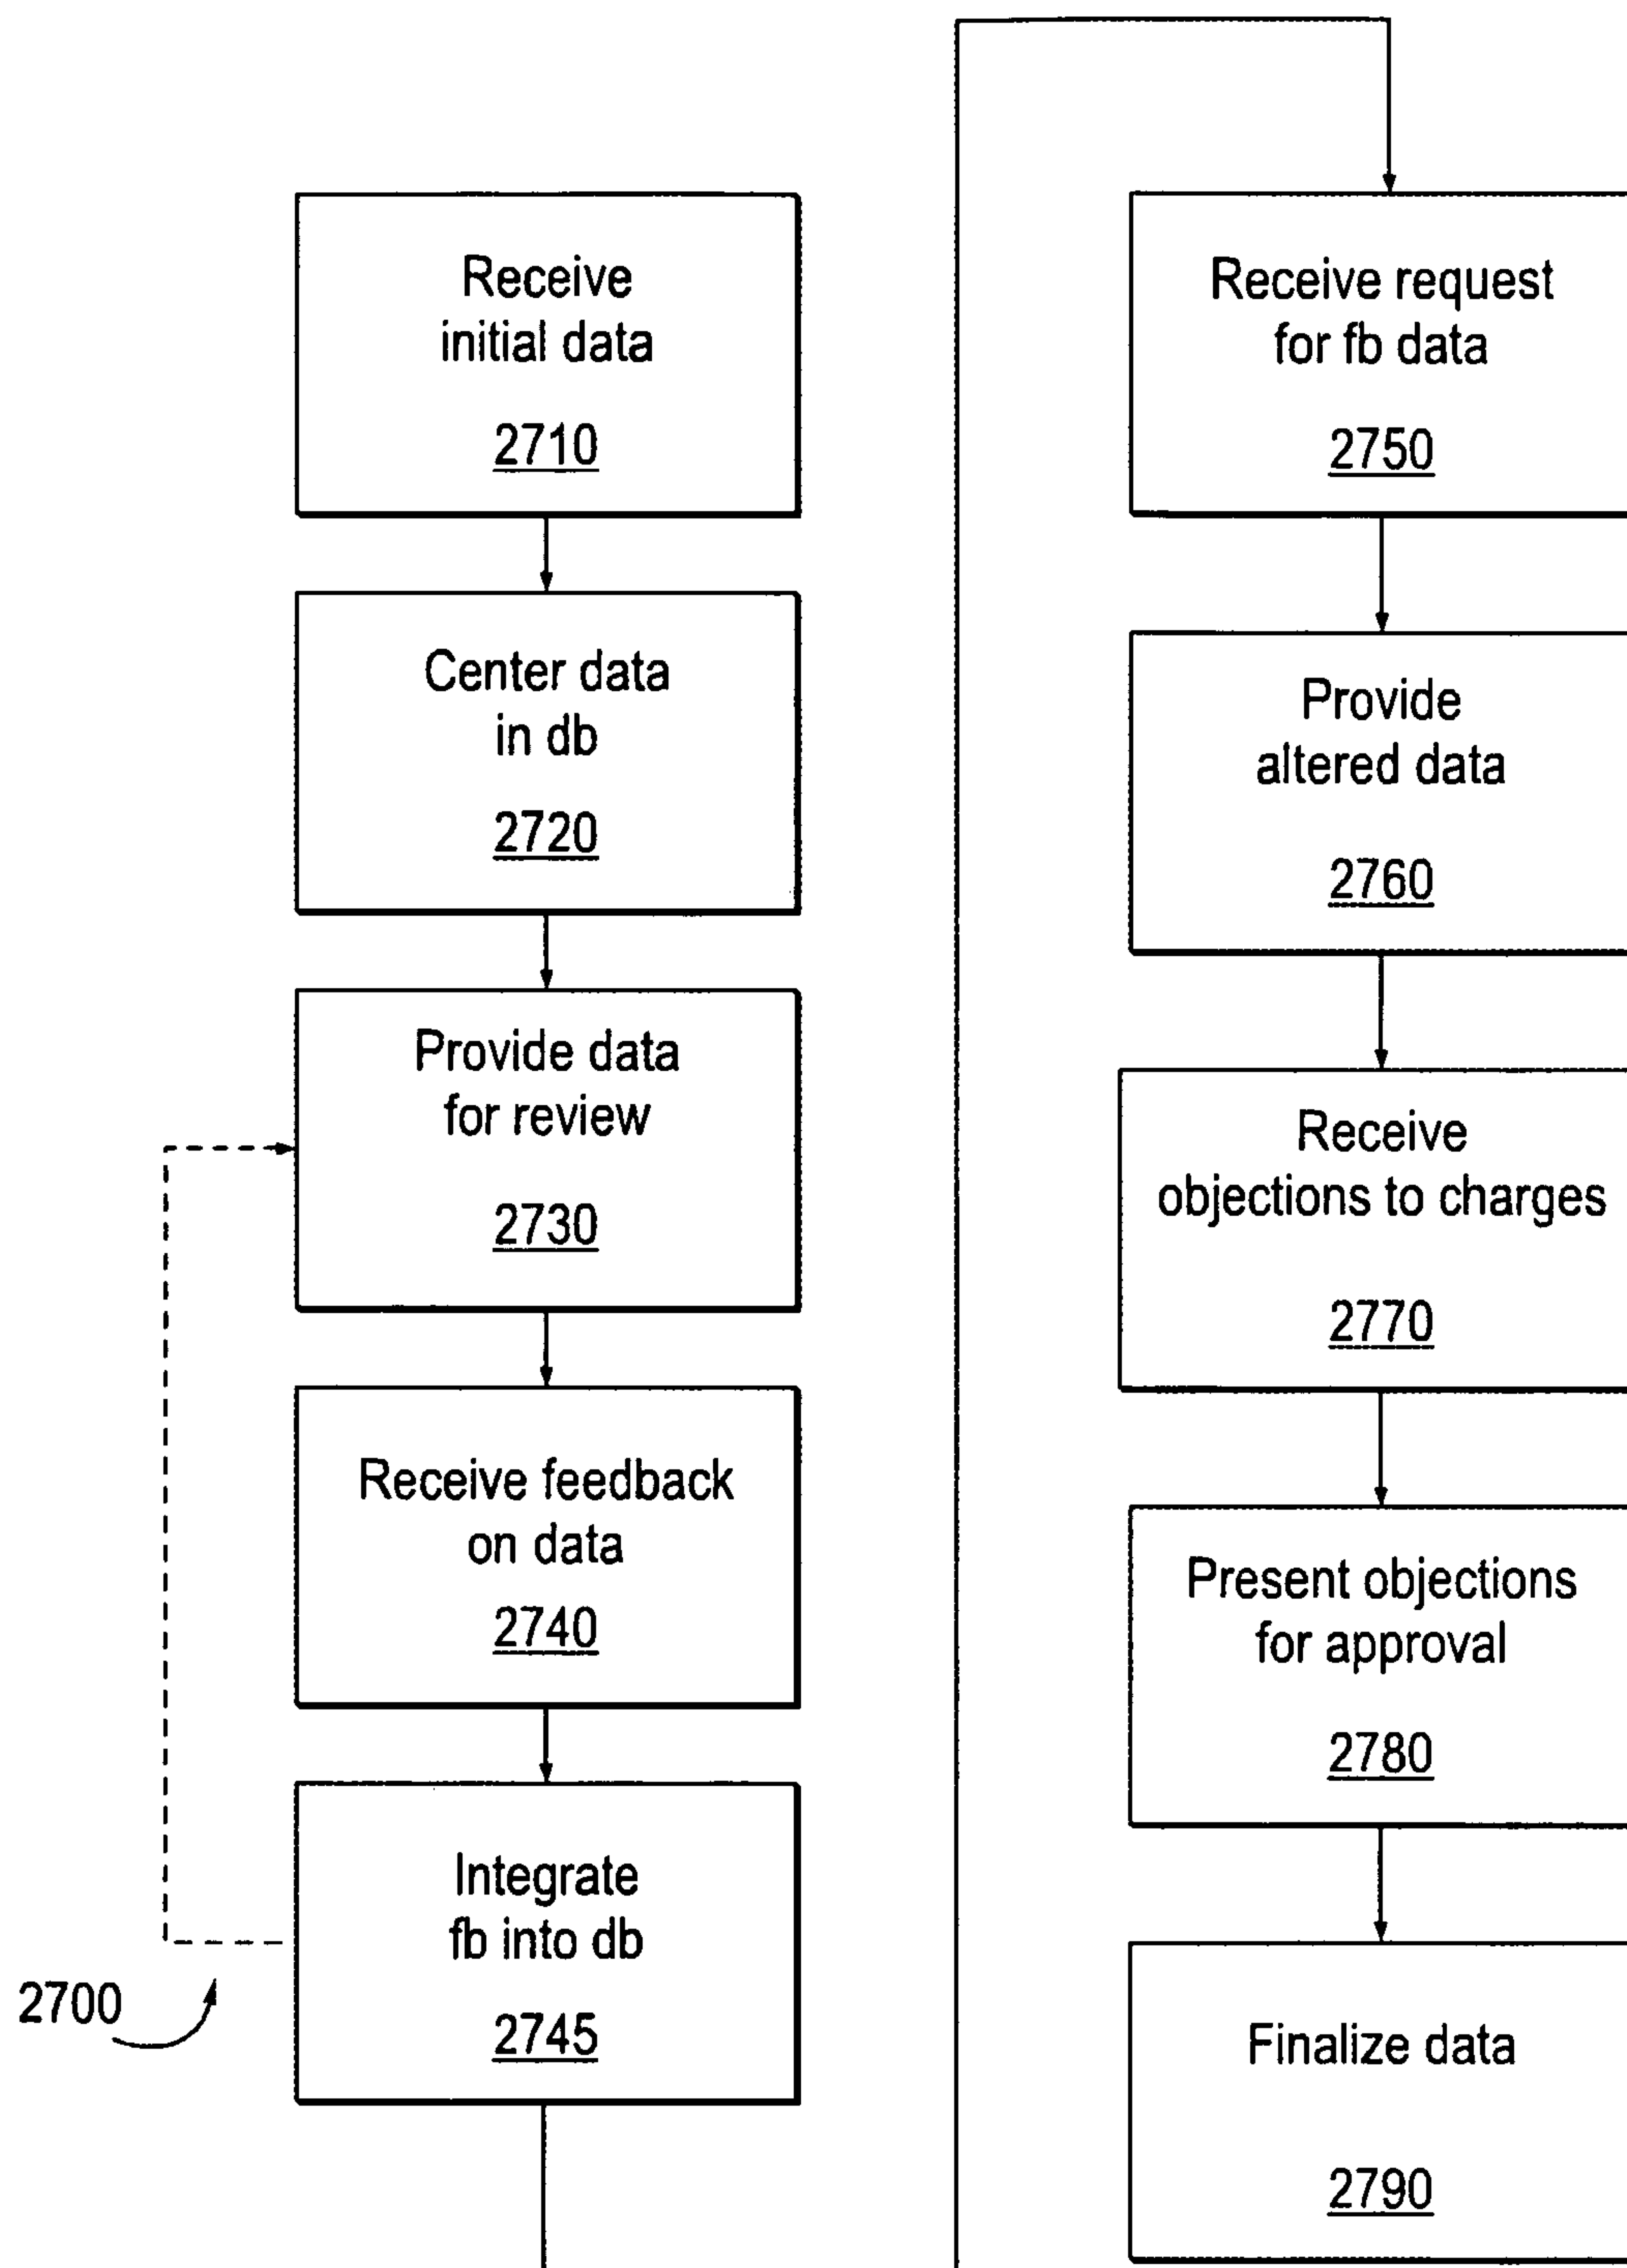 Receive
initial data
2710
Center data
in db
2720
Provide data
for review
2730
Receive feedback
on data
2740
Integrate
fb into db
2745
2700
Receive request
for fb data
2750
Provide
altered data
2760
Receive
objections to charges
2770
Present objections
for approval
2780
Finalize data
2790